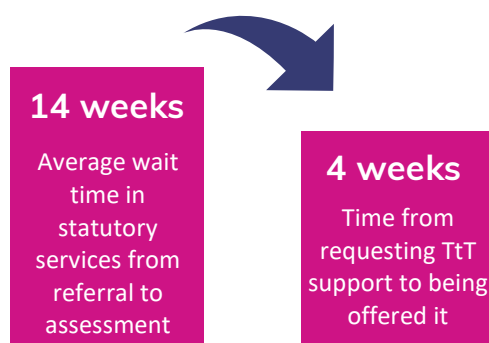 14 weeks
Average wait
time in
statutory
services from
referral to
assessment
4 weeks
Time from
requesting TtT
support to being
offered it